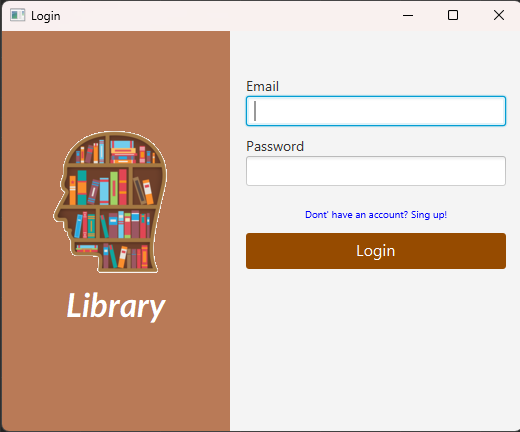 Login
Email
Password
Dont' have an account? Sing up!
Login
Library